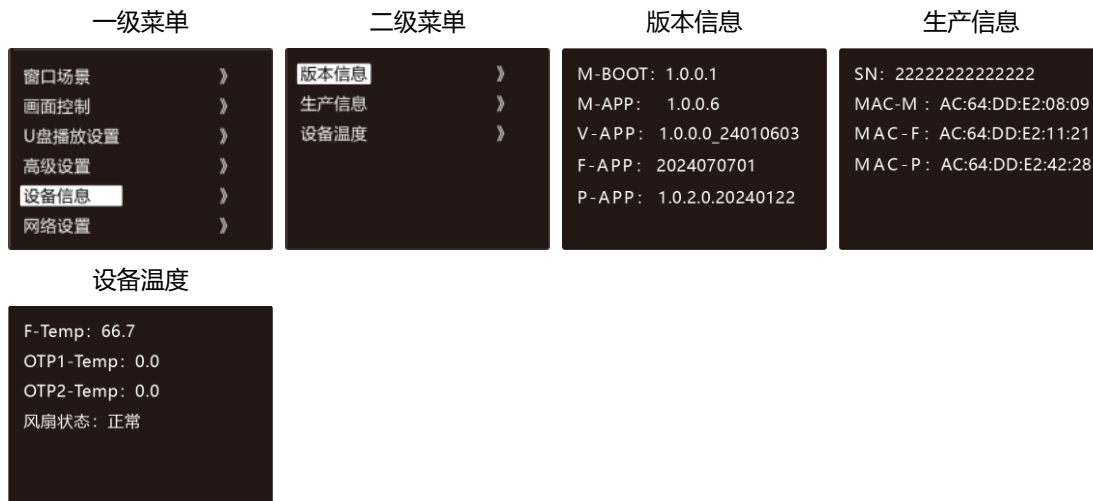 一级菜单
窗口场景 》
画面控制 》
U盘播放设置 》
高级设置 》
设备信息 》
网络设置 》
二级菜单
版本信息 》
生产信息 》
设备温度 》
版本信息
M-BOOT：1.0.0.1
M-APP： 1.0.0.6
V-APP： 1.0.0.0_24010603
F-APP： 2024070701
P-APP： 1.0.2.0.20240122
生产信息
SN：22222222222222
MAC-M：AC:64:DD:E2:08:09
MAC-F：AC:64:DD:E2:11:21
MAC-P：AC:64:DD:E2:42:28
设备温度
F-Temp：66.7
OTP1-Temp：0.0
OTP2-Temp：0.0
风扇状态：正常